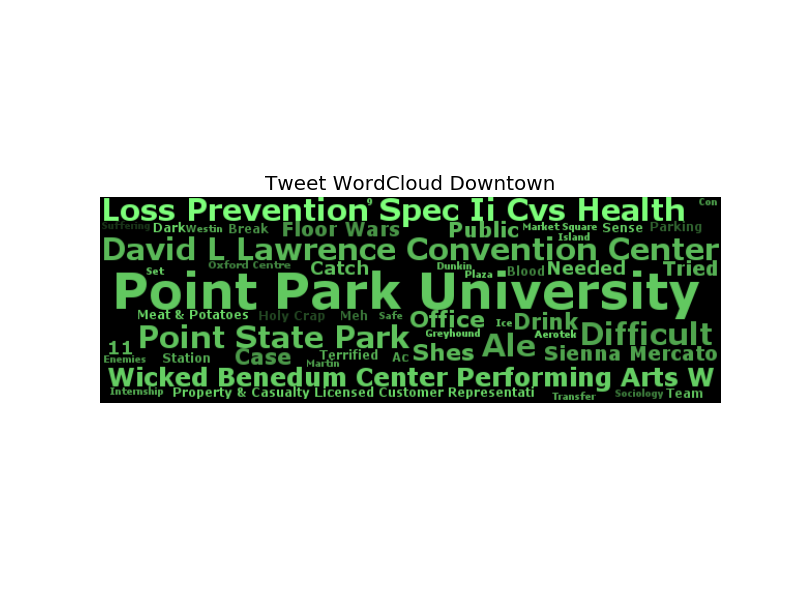 Tweet WordCloud Downtown
Loss Prevention Spec Ii Cvs Health
9
Con
Suffering
Dark
Westin
Break
Floor Wars
Public
Market Square
Sense
Parking
Island
David L Lawrence Convention Center
Set
Oxford Centre
Catch
Dunkin
Plaza
Blood
Needed
Tried
Point Park University
Meat & Potatoes
Holy Crap
Meh
Safe
Office
Ice
Drink
Point State Park
Greyhound
Aerotek
Difficult
11
Enemies
Station
Case
Terrified
Martin
Ac
Shes
Ale
Sienna Mercato
Wicked Benedum Center Performing Arts W
Internship
Property & Casualty Licensed Customer Representati
Transfer
Sociology
Team